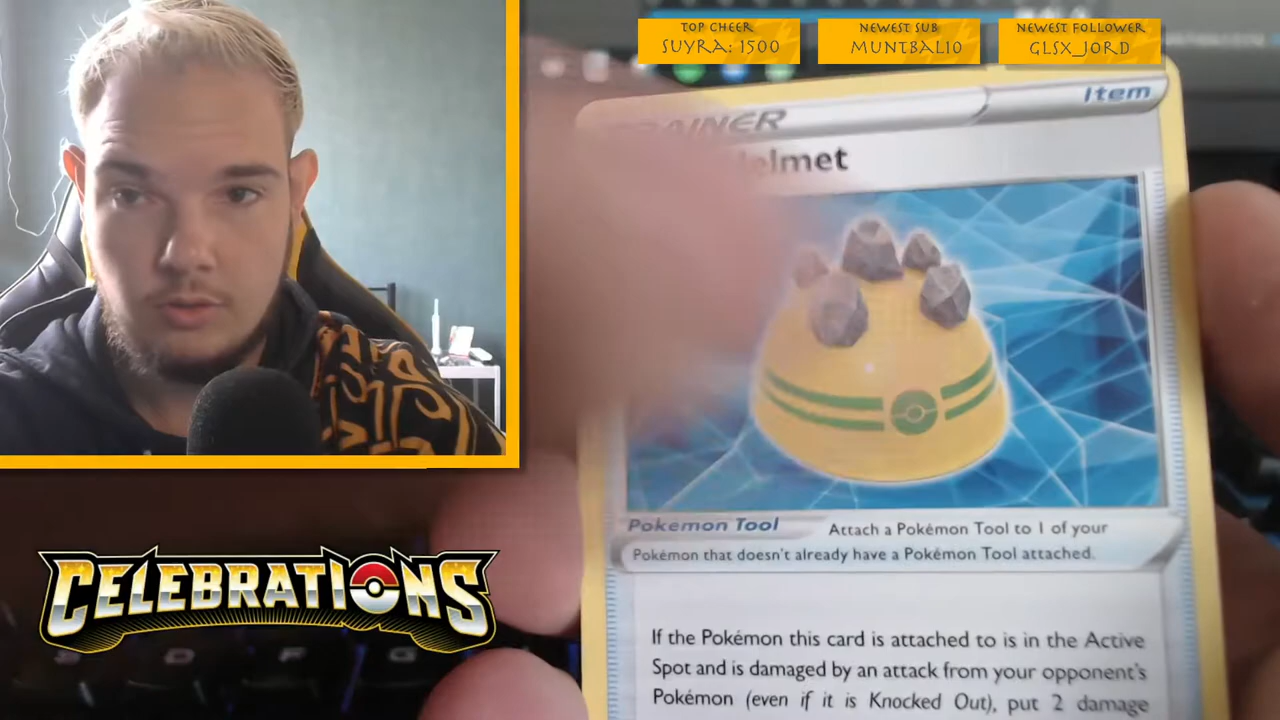 TOP CHEER
SUYRA: 1500
NEWEST SUB
MUNTBAL10
NEWEST FOLLOWER
GLSX_JORD
Item
TRAINER
Helmet
Pokémon Tool Attach a Pokémon Tool to 1 of your
Pokémon that doesn't already have a Pokémon Tool attached.
If the Pokémon this card is attached to is in the Active
Spot and is damaged by an attack from your opponent's
Pokémon (even if it is Knocked Out), put 2 damage
CELEBRATIONS
S D F G